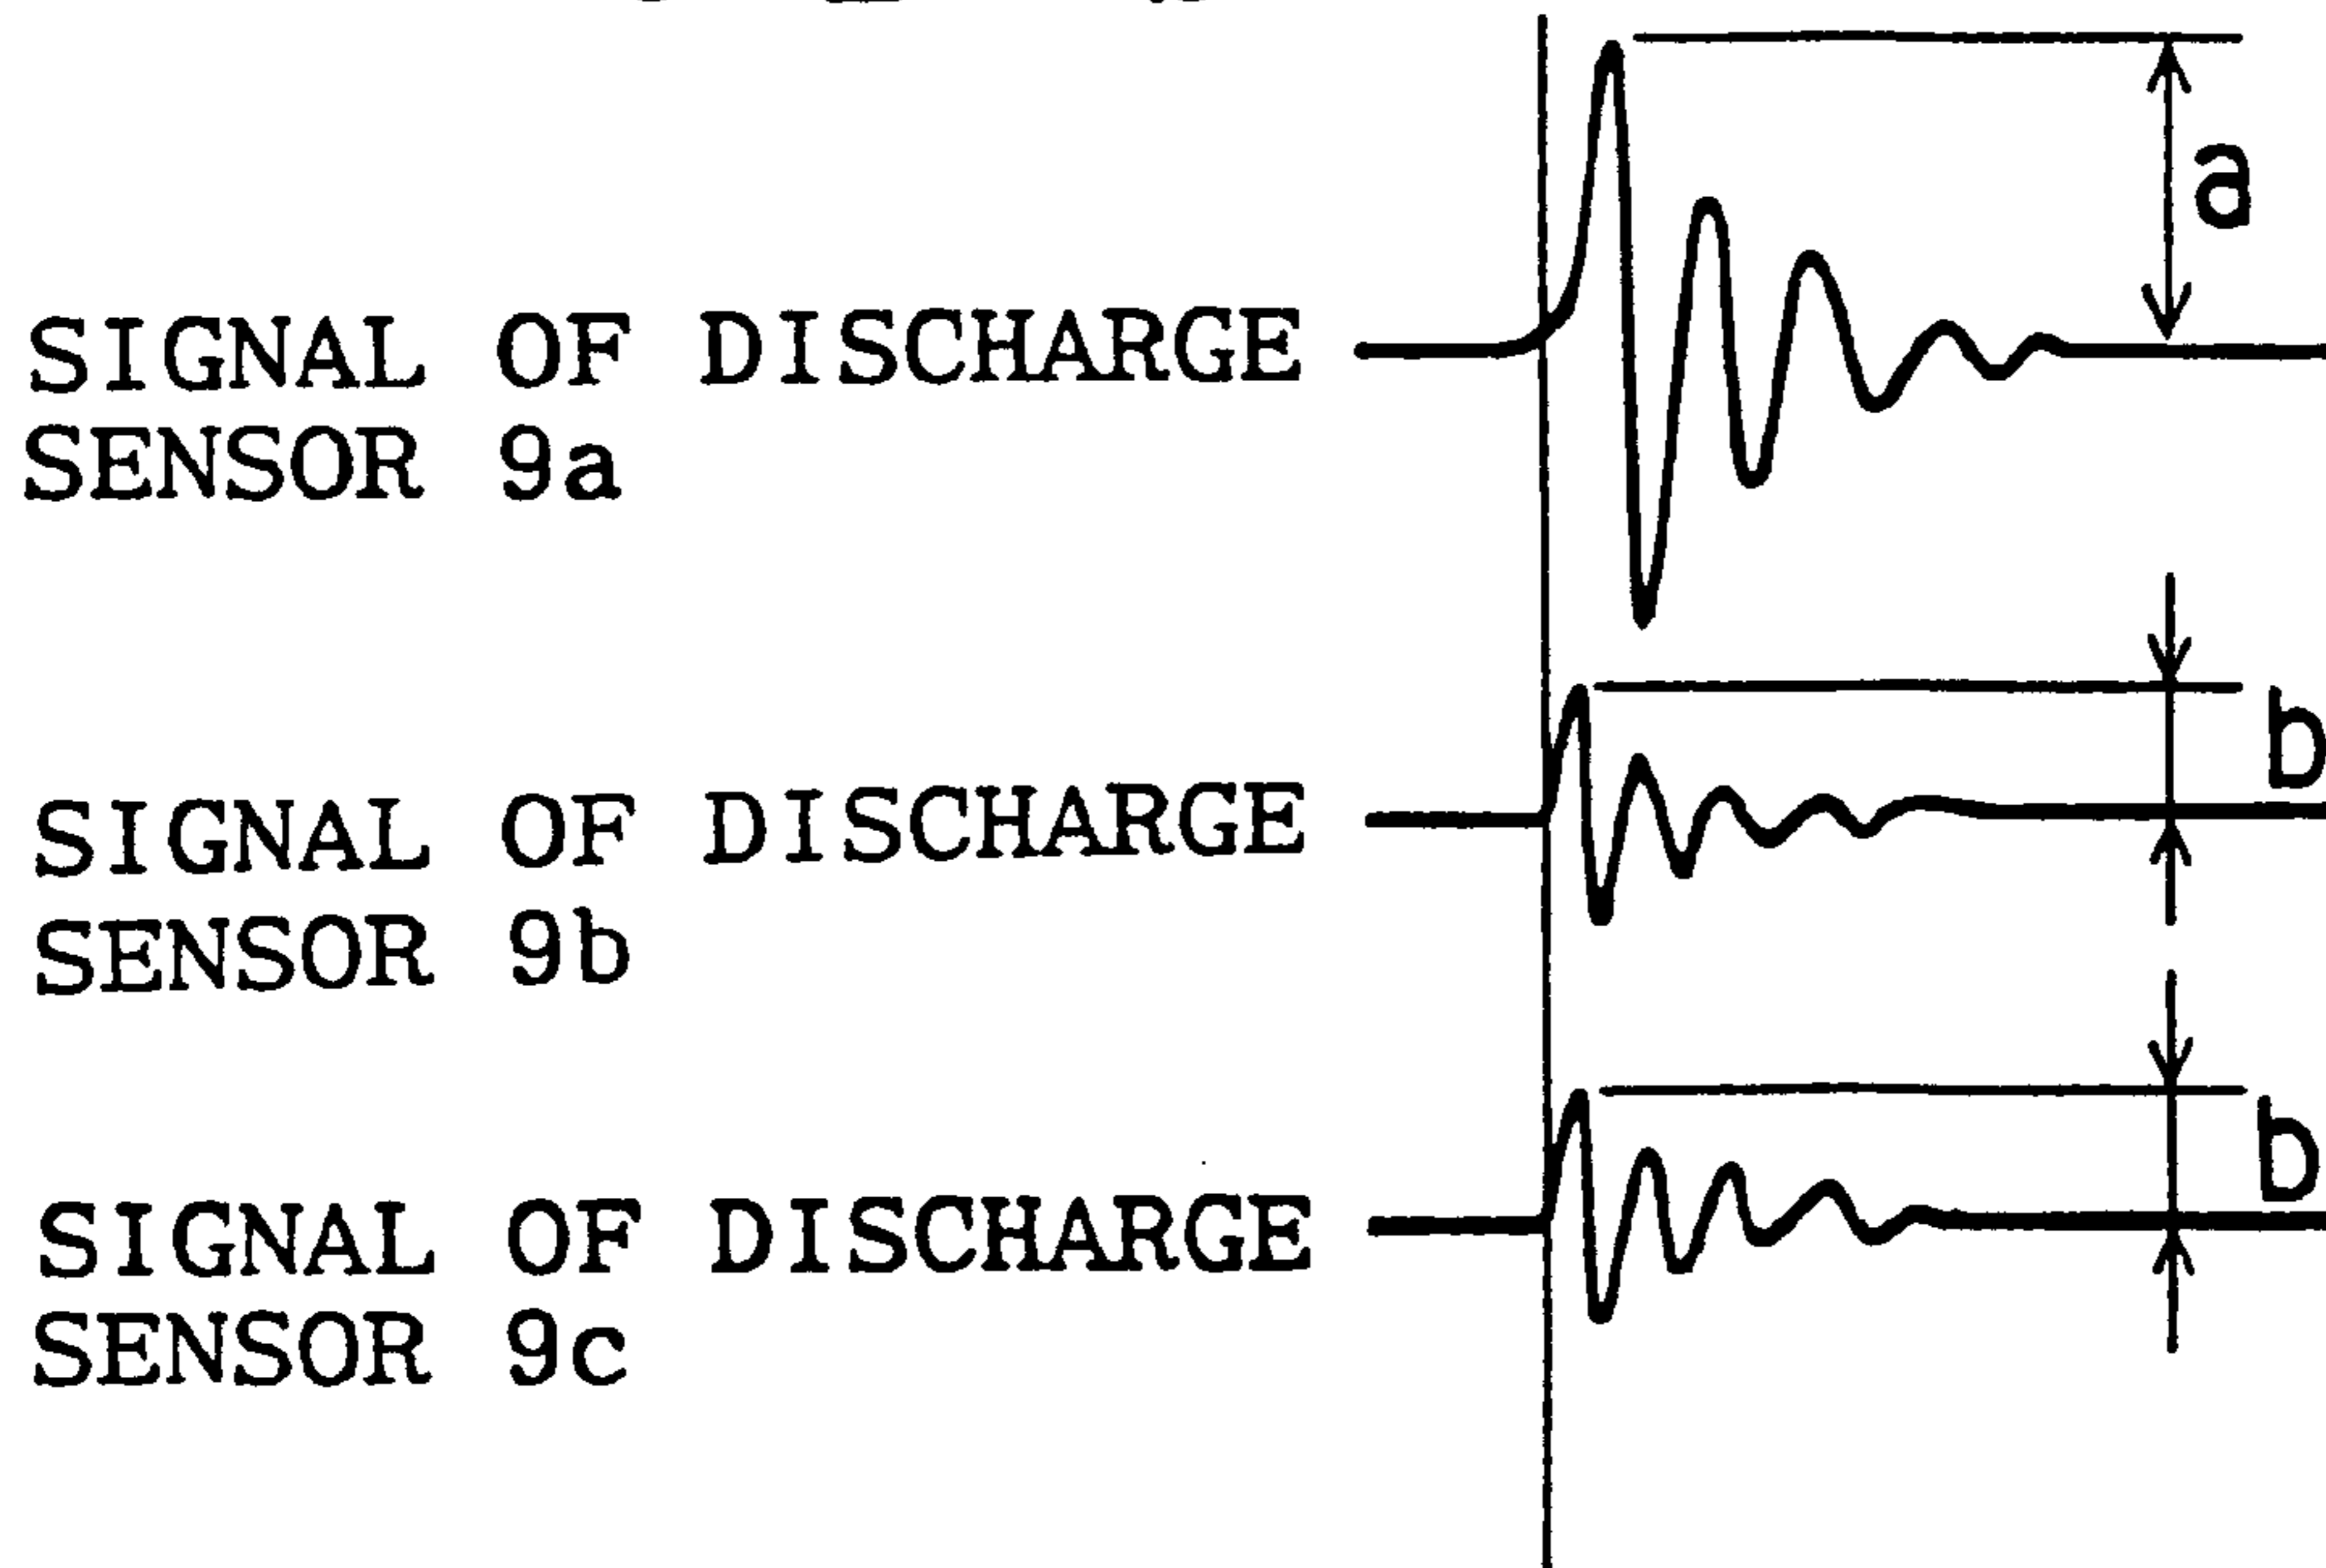 SIGNAL OF DISCHARGE
SENSOR 9a
a
SIGNAL OF DISCHARGE
SENSOR 9b
b
SIGNAL OF DISCHARGE
SENSOR 9c
b